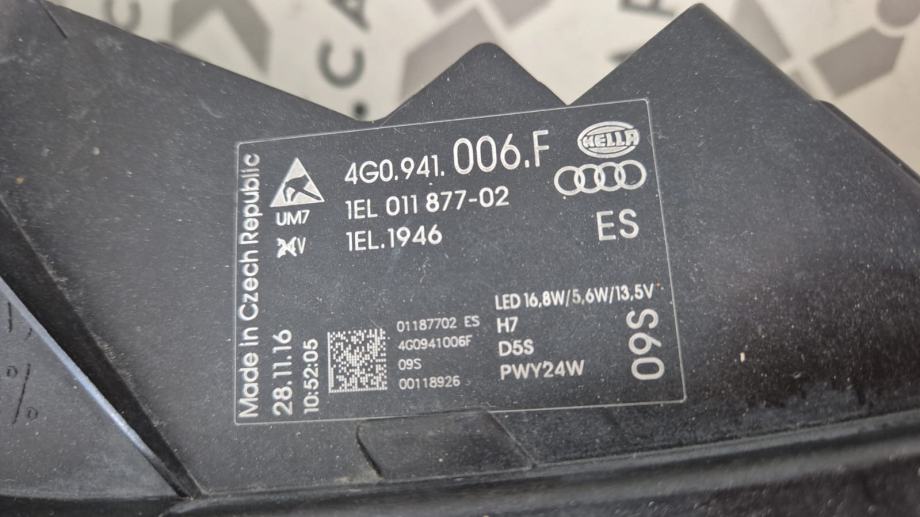 HELLA
4G0.941. 006.F
1EL 011 877-02
1EL.1946
UM7
24V
ES
Made in Czech Republic
28.11.16
10:52:05
01187702 ES
4G0941006F
09S
00118926
LED 16,8W/5,6W/13,5V
H7
D5S
PWY24W
09S
%